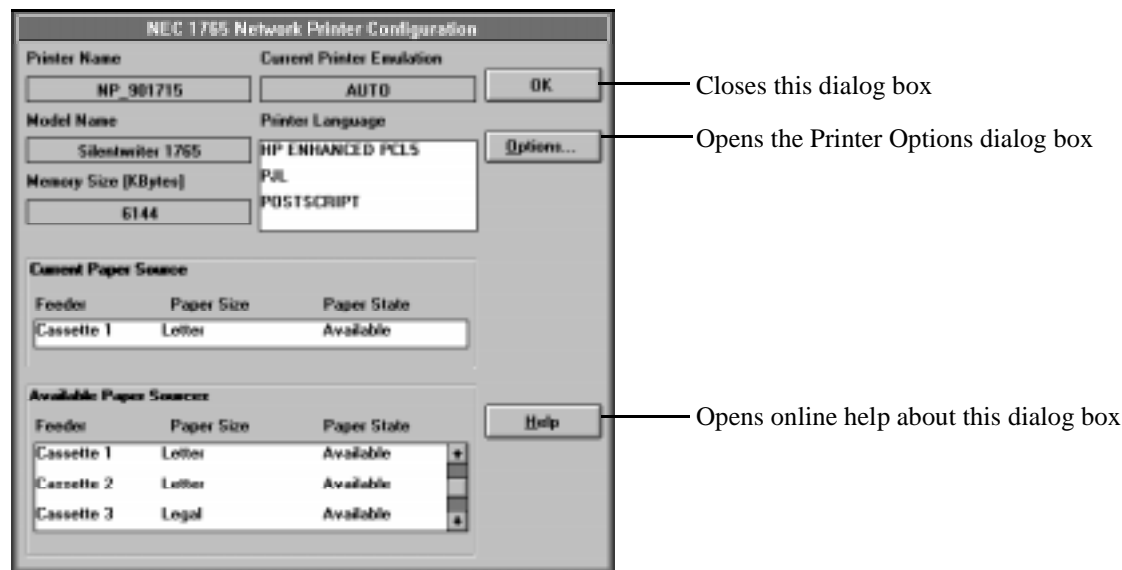 NEC 1765 Network Printer Configuration
Printer Name
Current Printer Emulation
NP_901715
AUTO
OK
Closes this dialog box
Model Name
Printer Language
Silentwriter 1765
HP ENHANCED PCL5
PJL
POSTSCRIPT
Options...
Opens the Printer Options dialog box
Memory Size (KBytes)
6144
Current Paper Source
Feeder Paper Size Paper State
Cassette 1 Letter Available
Available Paper Sources
Feeder Paper Size Paper State
Cassette 1 Letter Available
Cassette 2 Letter Available
Cassette 3 Legal Available
Help
Opens online help about this dialog box